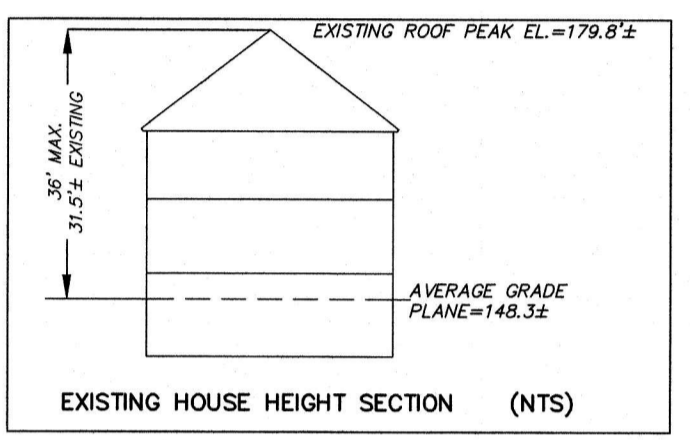 EXISTING ROOF PEAK EL.=179.8'±
36' MAX.
31.5'± EXISTING
AVERAGE GRADE
PLANE=148.3±
EXISTING HOUSE HEIGHT SECTION (NTS)